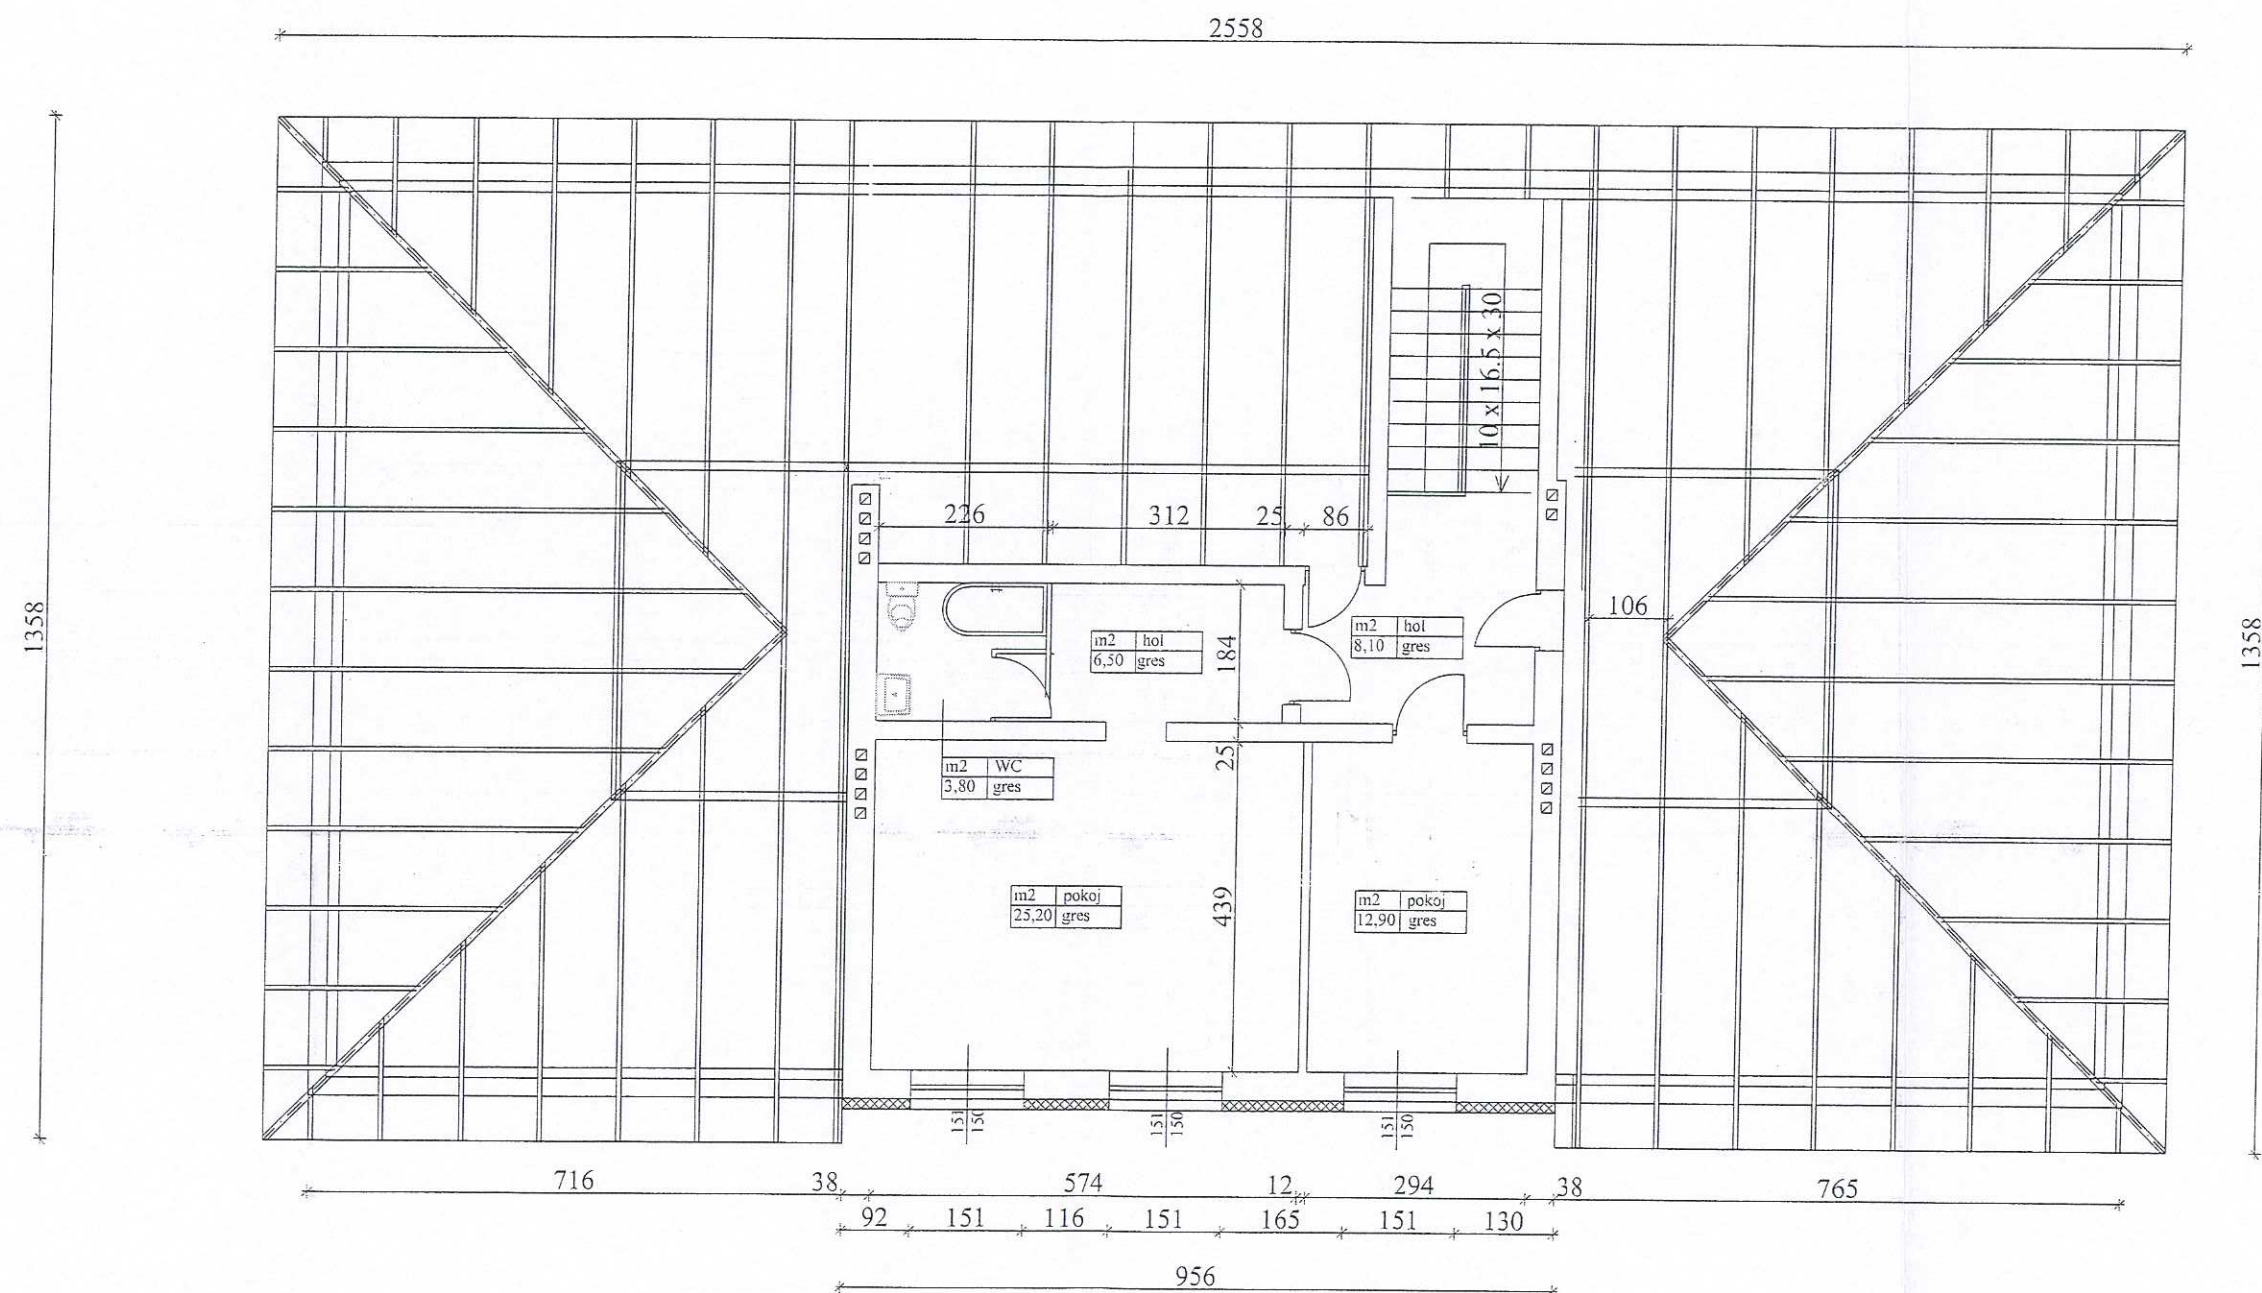 2558
1358
10 x 16.5 x 30
226 312 25 86
106
m2 hol
6,50 gres
184
m2 hol
8,10 gres
1358
25
m2 WC
3,80 gres
m2 pokoj
25,20 gres
439
m2 pokoj
12,90 gres
151
150
151
150
151
150
716 38 574 12 294 38 765
92 151 116 151 165 151 130
956